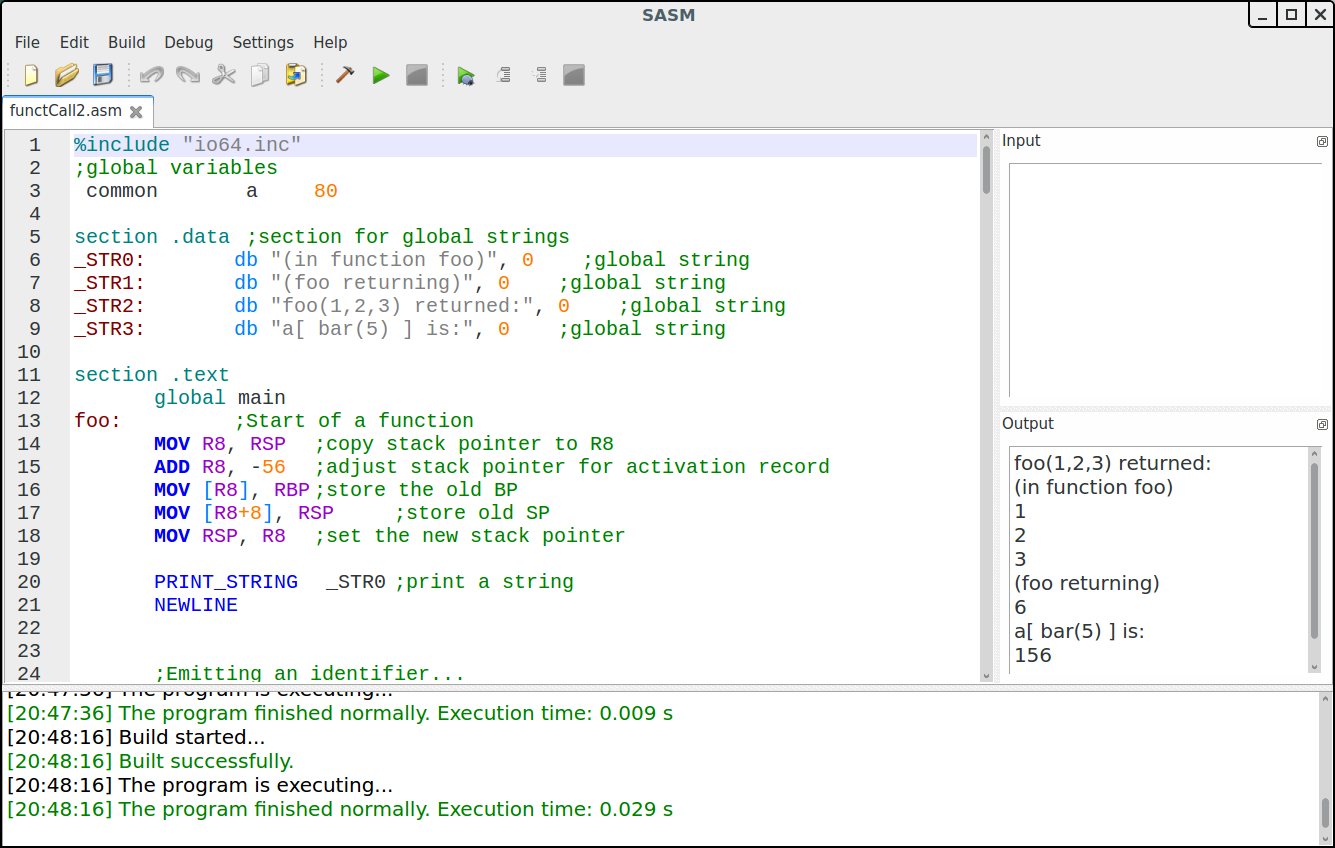 SASM
File Edit Build Debug Settings Help
functCall2.asm
1 %include "io64.inc"
2 ;global variables
3 common a 80
4
5 section .data ;section for global strings
6 _STR0: db "(in function foo)", 0 ;global string
7 _STR1: db "(foo returning)", 0 ;global string
8 _STR2: db "foo(1,2,3) returned:", 0 ;global string
9 _STR3: db "a[ bar(5) ] is:", 0 ;global string
10
11 section .text
12 global main
13 foo: ;Start of a function
14 MOV R8, RSP ;copy stack pointer to R8
15 ADD R8, -56 ;adjust stack pointer for activation record
16 MOV [R8], RBP ;store the old BP
17 MOV [R8+8], RSP ;store old SP
18 MOV RSP, R8 ;set the new stack pointer
19
20 PRINT_STRING _STR0 ;print a string
21 NEWLINE
22
23
24 ;Emitting an identifier...
Input
Output
foo(1,2,3) returned:
(in function foo)
1
2
3
(foo returning)
6
a[ bar(5) ] is:
156
[20:47:36] The program is executing...
[20:47:36] The program finished normally. Execution time: 0.009 s
[20:48:16] Build started...
[20:48:16] Built successfully.
[20:48:16] The program is executing...
[20:48:16] The program finished normally. Execution time: 0.029 s